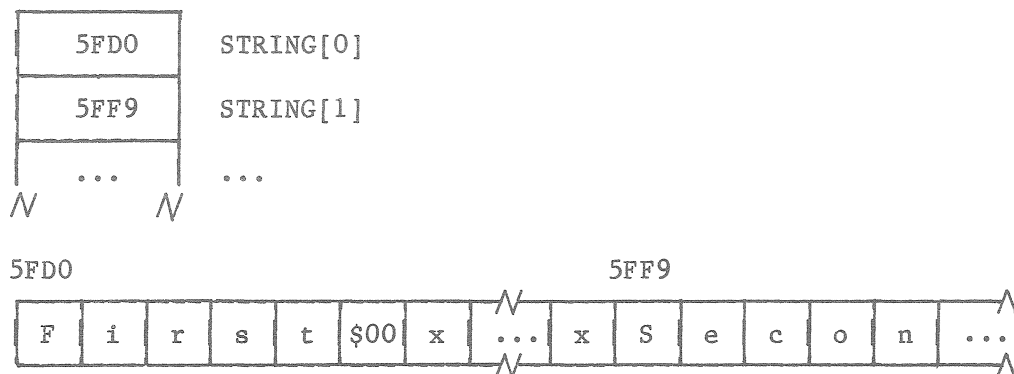 5FD0 STRING[0]
5FF9 STRING[1]
... ...
5FD0 5FF9
F i r s t $00 x ... x S e c o n ...